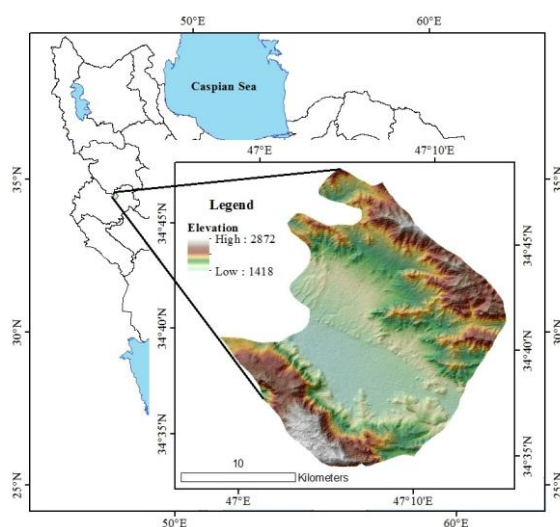 50°E
60°E
Caspian Sea
47°E
47°10'E
35°N
35°N
Legend
Elevation
High : 2872
Low : 1418
34°45'N
34°45'N
30°N
30°N
34°40'N
34°40'N
34°35'N
34°35'N
10
Kilometers
25°N
25°N
47°E
47°10'E
50°E
60°E